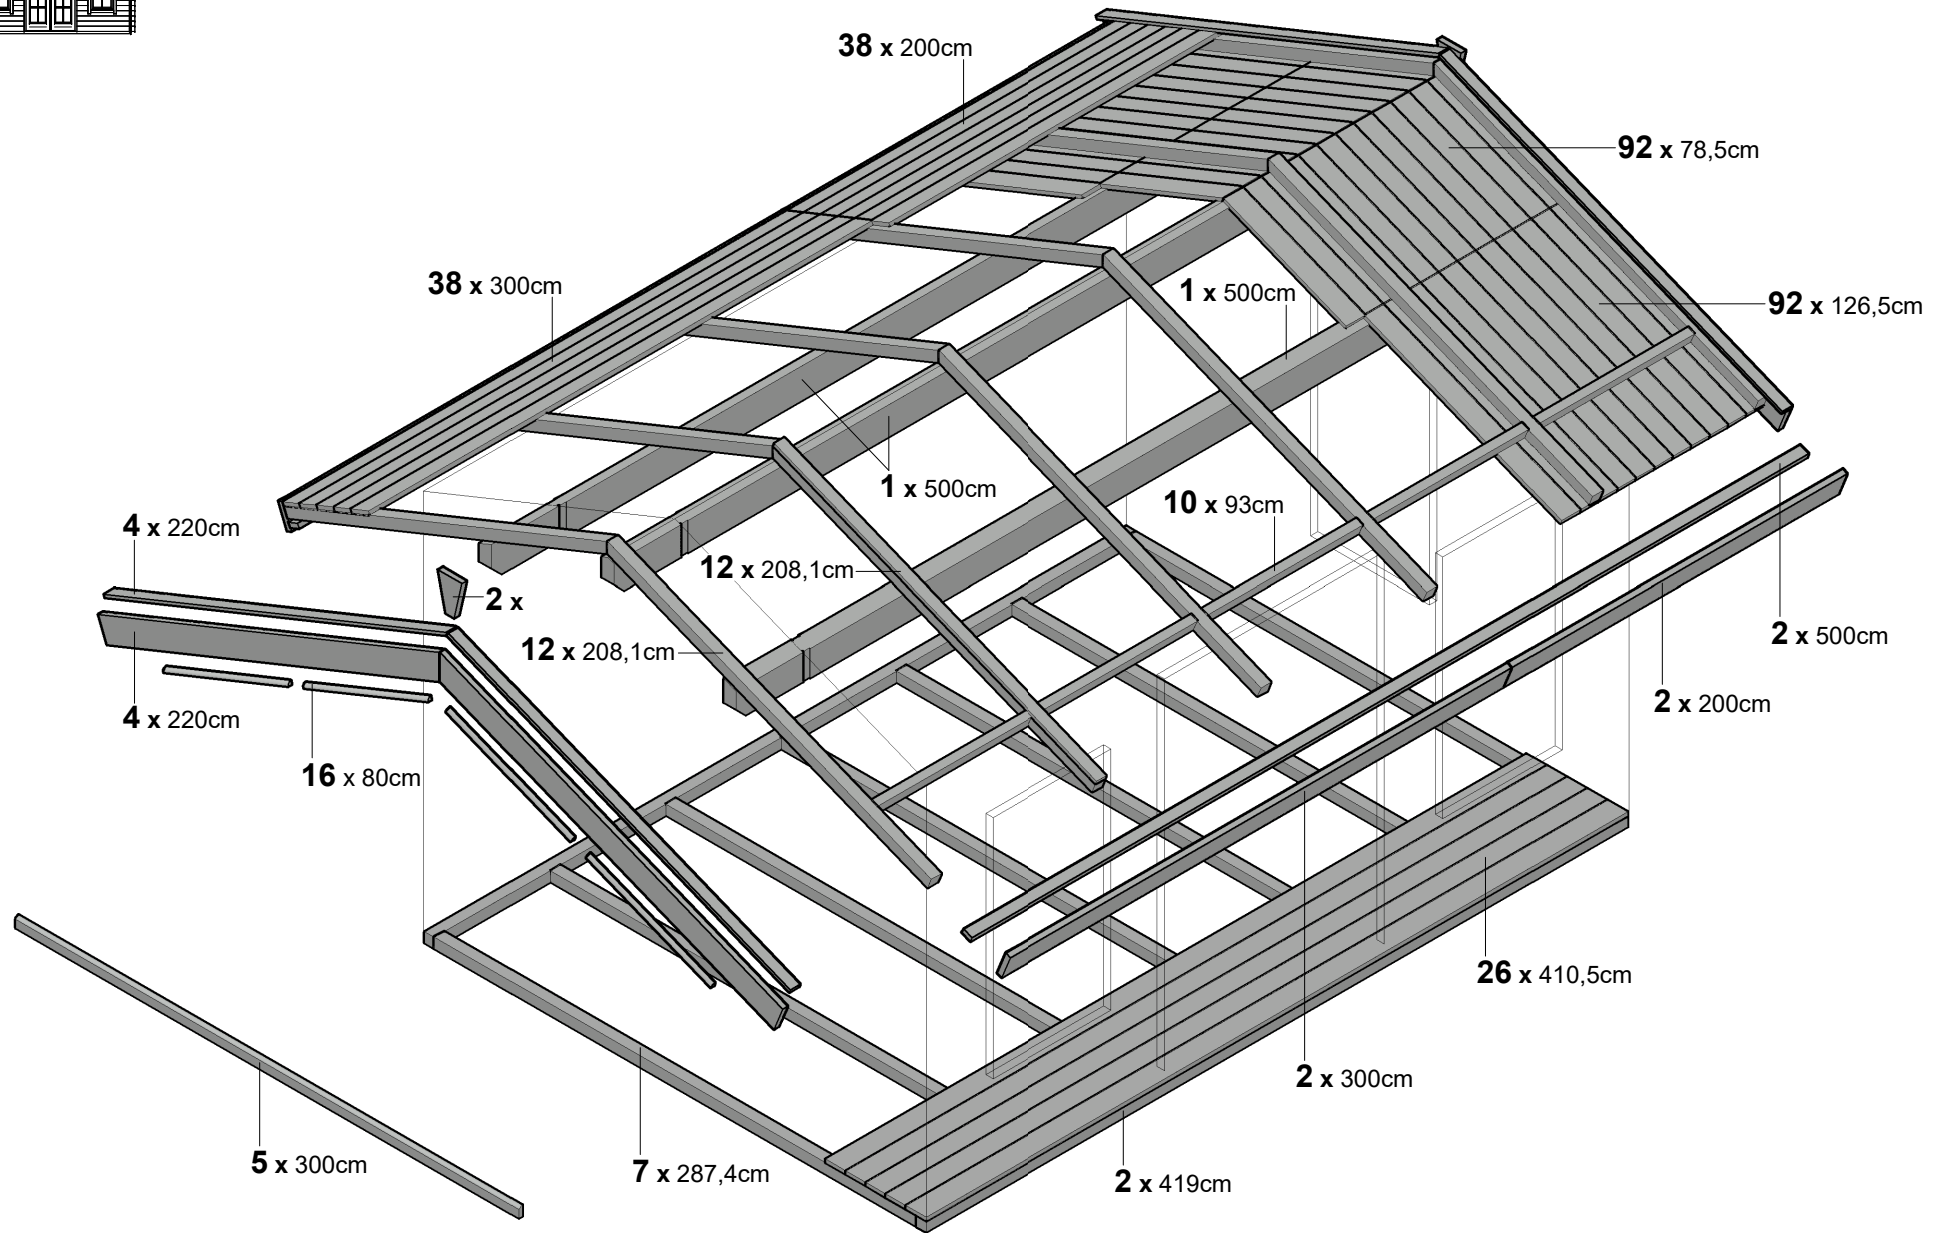 38 x 200cm
92 x 78,5cm
38 x 300cm
1 x 500cm
92 x 126,5cm
1 x 500cm
10 x 93cm
4 x 220cm
12 x 208,1cm
2 x
12 x 208,1cm
2 x 500cm
2 x 200cm
4 x 220cm
16 x 80cm
26 x 410,5cm
2 x 300cm
5 x 300cm
7 x 287,4cm
2 x 419cm